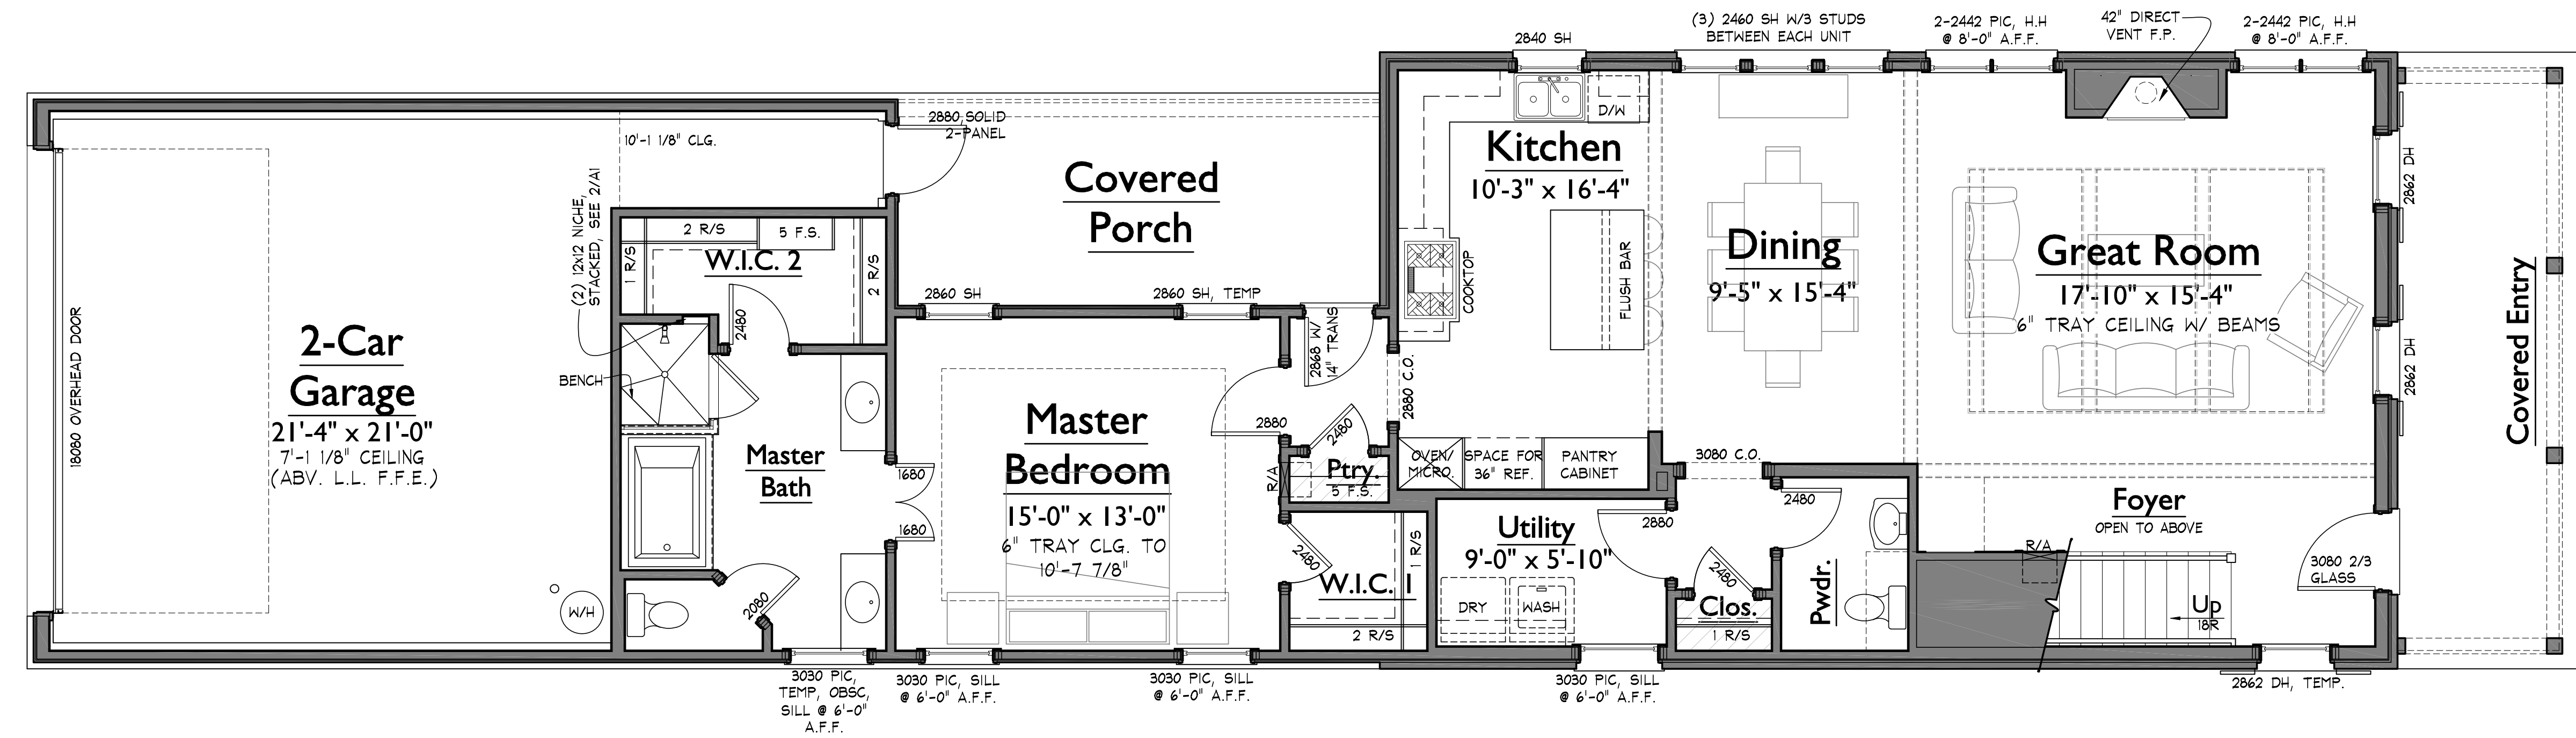 2840 SH
(3) 2460 SH W/3 STUDS
BETWEEN EACH UNIT
2-2442 PIC, H.H
@ 8'-0" A.F.F.
42" DIRECT
VENT F.P.
2-2442 PIC, H.H
@ 8'-0" A.F.F.
18080 OVERHEAD DOOR
2-Car
Garage
21'-4" x 21'-0"
7'-1 1/8" CEILING
(ABV. L.L. F.F.E.)
10'-1 1/8" CLG.
(2) 12x12 NICHE,
STACKED, SEE 2/A1
BENCH
W/H
2880 SOLID
2-PANEL
Covered
Porch
2 R/S
5 F.S.
1 R/S
2 R/S
W.I.C. 2
2480
Master
Bath
1680
1680
2080
2860 SH
2860 SH, TEMP
Master
Bedroom
15'-0" x 13'-0"
6" TRAY CLG. TO
10'-7 7/8"
2868 W/
14" TRANS
2880
2880 C.O.
2480
R/A
Ptry.
5 F.S.
2480
1 R/S
W.I.C. 1
2 R/S
Kitchen
10'-3" x 16'-4"
D/W
COOKTOP
FLUSH BAR
OVEN/
MICRO.
SPACE FOR
36" REF.
PANTRY
CABINET
Dining
9'-5" x 15'-4"
3080 C.O.
Utility
9'-0" x 5'-10"
2880
DRY
WASH
2480
2480
Clos.
1 R/S
Pwdr.
Great Room
17'-10" x 15'-4"
6" TRAY CEILING W/ BEAMS
2862 DH
2862 DH
Covered Entry
Foyer
OPEN TO ABOVE
R/A
Up
18R
3080 2/3
GLASS
3030 PIC,
TEMP, OBSC,
SILL @ 6'-0"
A.F.F.
3030 PIC, SILL
@ 6'-0" A.F.F.
3030 PIC, SILL
@ 6'-0" A.F.F.
3030 PIC, SILL
@ 6'-0" A.F.F.
2862 DH, TEMP.